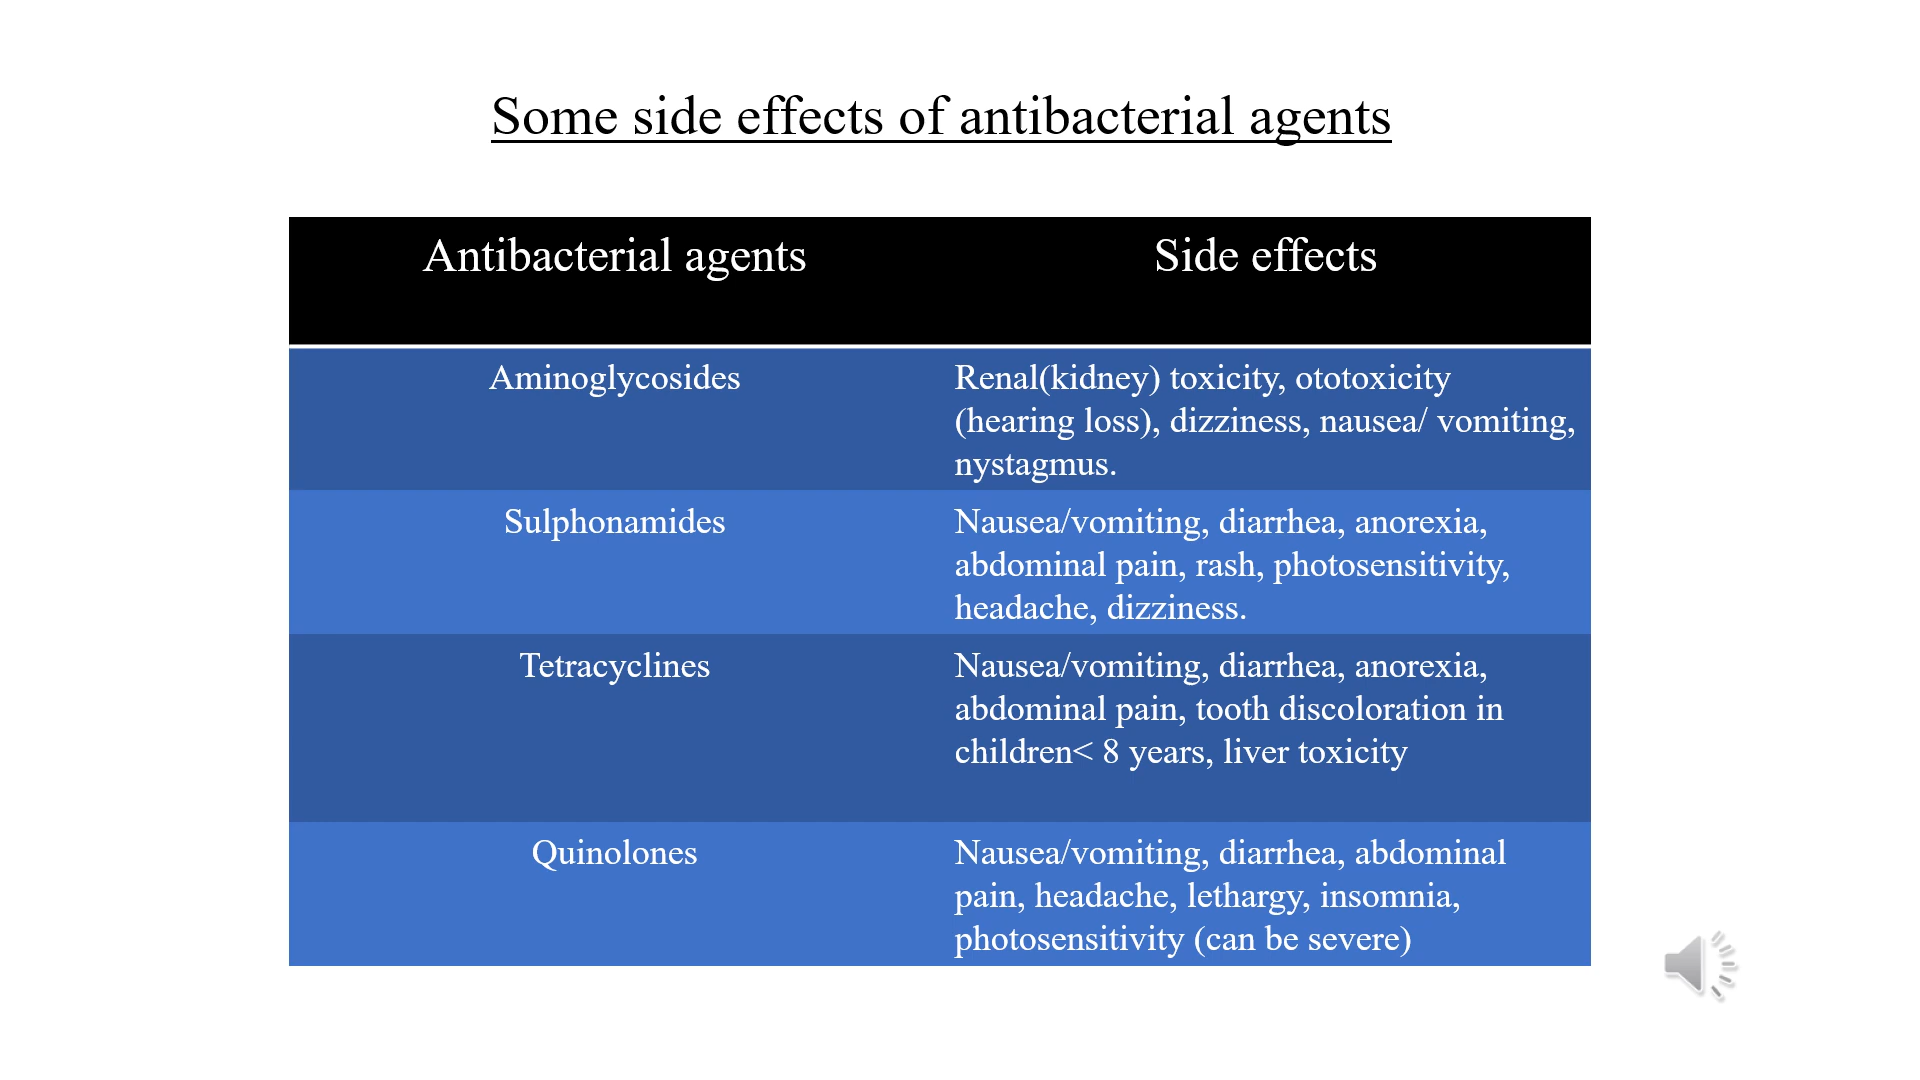 Some side effects of antibacterial agents
Antibacterial agents
Side effects
Aminoglycosides
Renal(kidney) toxicity, ototoxicity
(hearing loss), dizziness, nausea/ vomiting,
nystagmus.
Sulphonamides
Nausea/vomiting, diarrhea, anorexia,
abdominal pain, rash, photosensitivity,
headache, dizziness.
Tetracyclines
Nausea/vomiting, diarrhea, anorexia,
abdominal pain, tooth discoloration in
children< 8 years, liver toxicity
Quinolones
Nausea/vomiting, diarrhea, abdominal
pain, headache, lethargy, insomnia,
photosensitivity (can be severe)